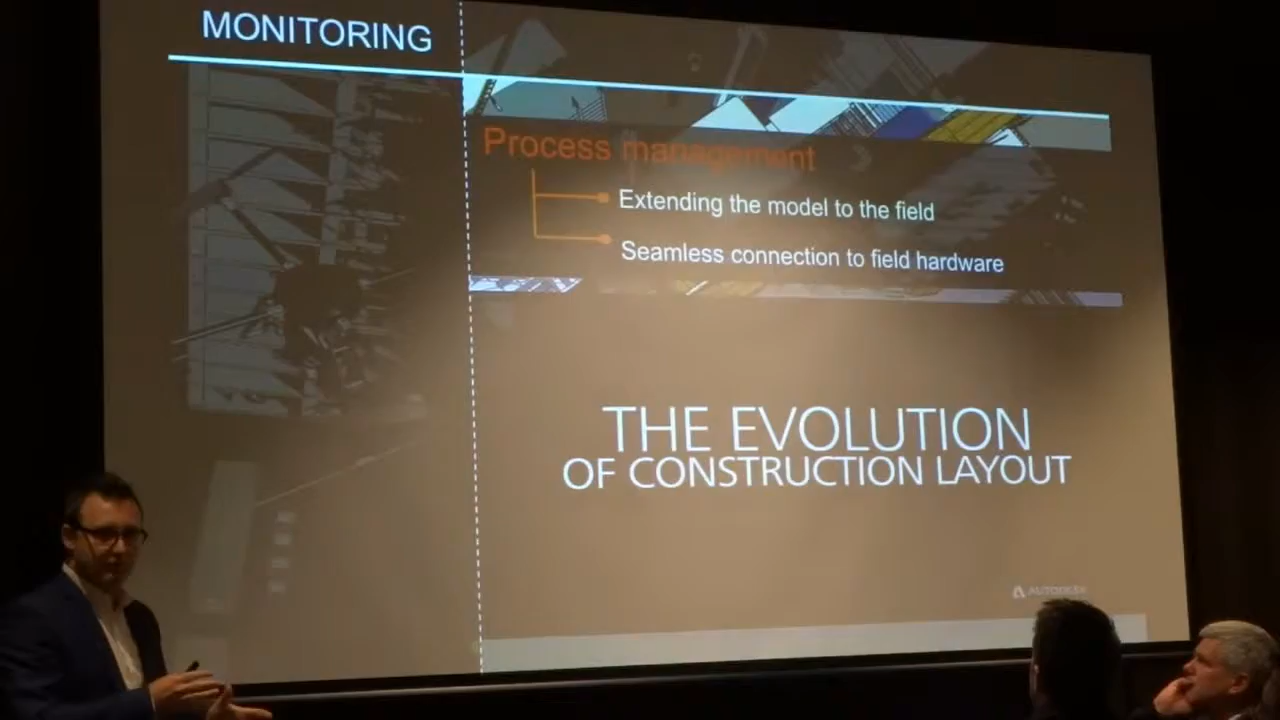 MONITORING
Process management
Extending the model to the field
Seamless connection to field hardware
THE EVOLUTION
OF CONSTRUCTION LAYOUT
AUTODESK